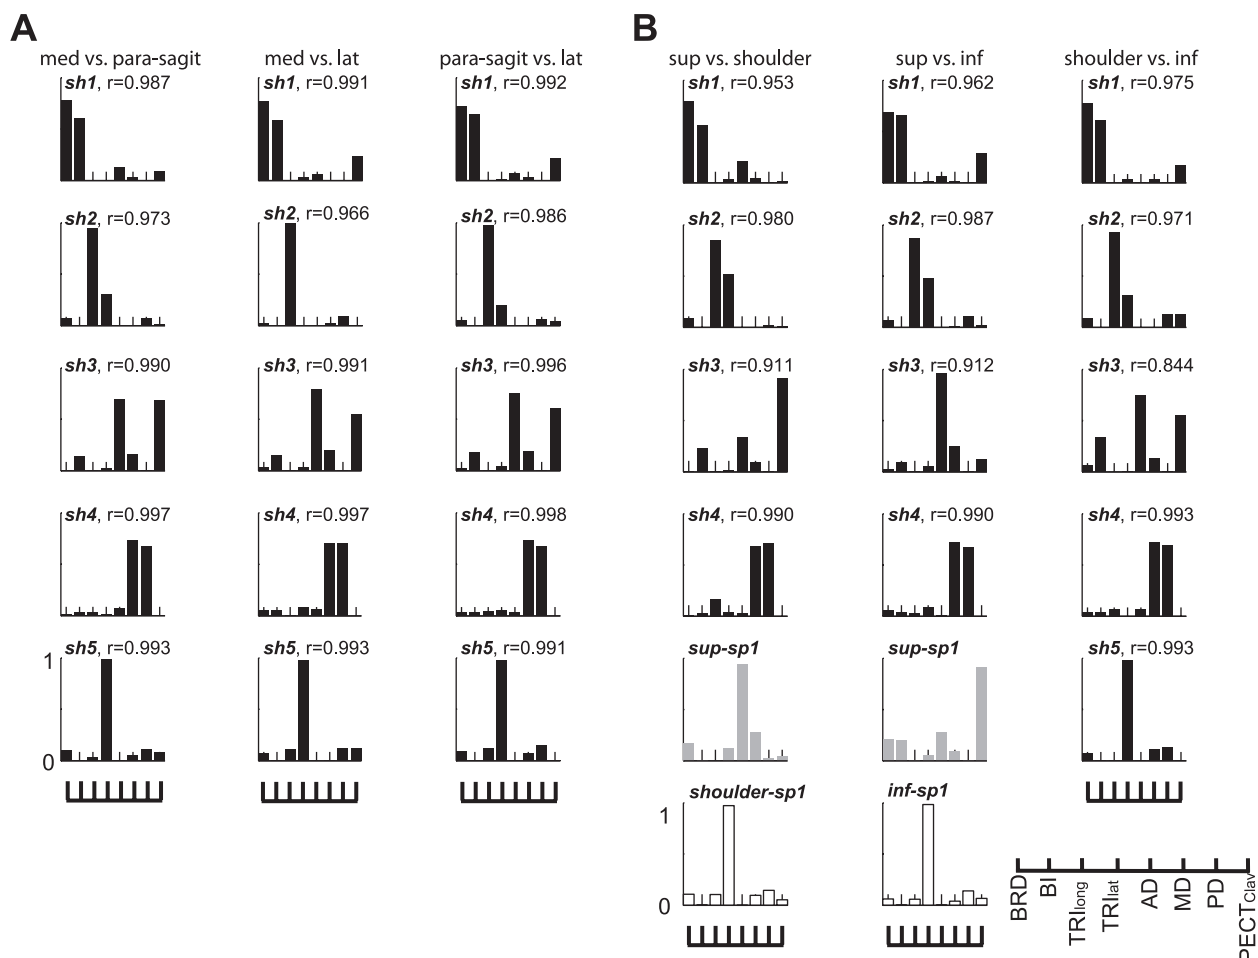 A
B
med vs. para-sagit
med vs. lat
para-sagit vs. lat
sup vs. shoulder
sup vs. inf
shoulder vs. inf
sh1, r=0.987
sh1, r=0.991
sh1, r=0.992
sh1, r=0.953
sh1, r=0.962
sh1, r=0.975
sh2, r=0.973
sh2, r=0.966
sh2, r=0.986
sh2, r=0.980
sh2, r=0.987
sh2, r=0.971
sh3, r=0.990
sh3, r=0.991
sh3, r=0.996
sh3, r=0.911
sh3, r=0.912
sh3, r=0.844
sh4, r=0.997
sh4, r=0.997
sh4, r=0.998
sh4, r=0.990
sh4, r=0.990
sh4, r=0.993
sh5, r=0.993
sh5, r=0.993
sh5, r=0.991
sup-sp1
sup-sp1
sh5, r=0.993
1
0
shoulder-sp1
inf-sp1
1
0
BRD
BI
TRIlong
TRIlat
AD
MD
PD
PECTClav